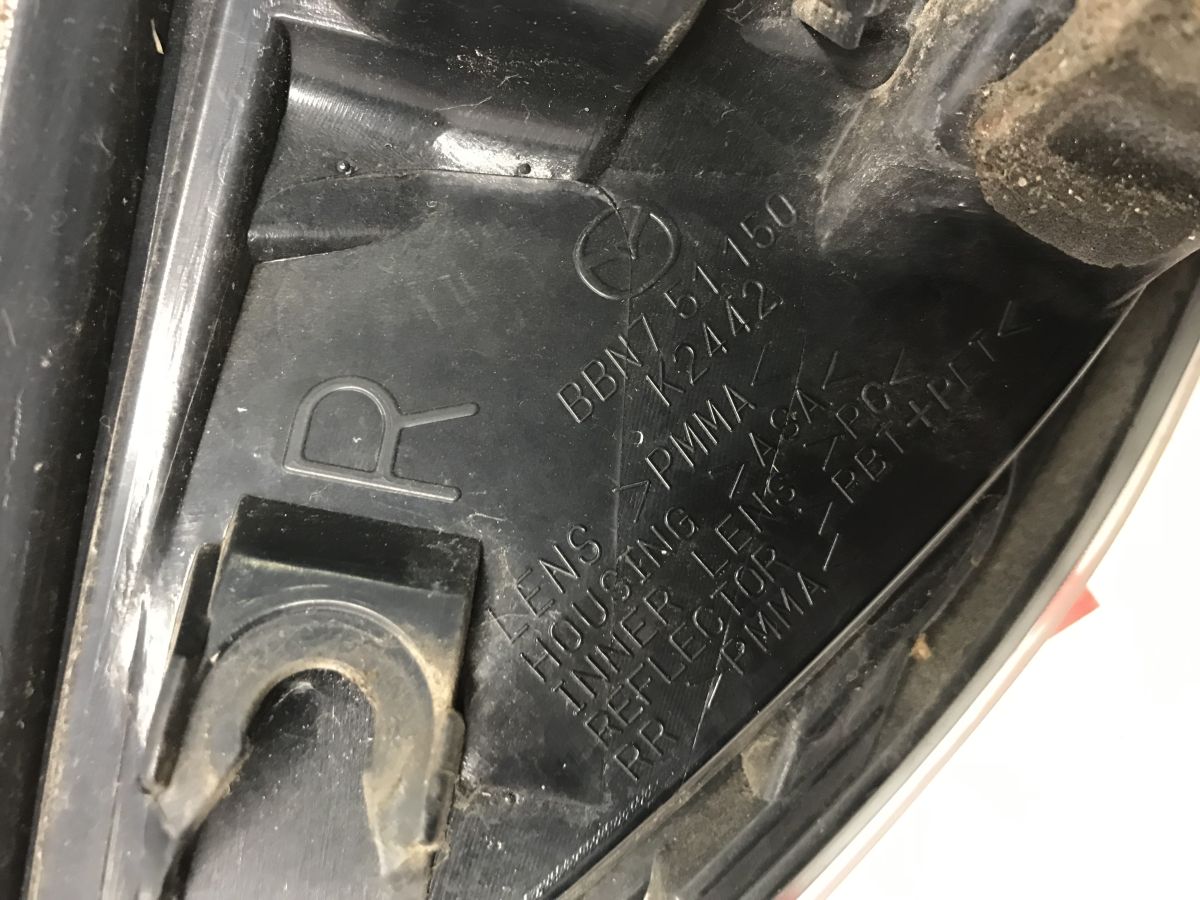 BBN7 51 150
K2442
R
LENS >PMMA<
HOUSING >ASA<
INNER LENS >PC<
REFLECTOR >PBT+PET<
RR >PMMA<